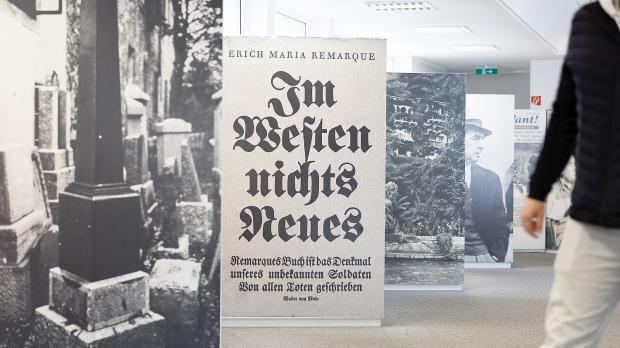 ERICH MARIA REMARQUE
Im
Weſten
nichts
Neues
Remarques Buch iſt das Denkmal
unſeres unbekannten Soldaten
Von allen Toten geſchrieben
Walter von Molo